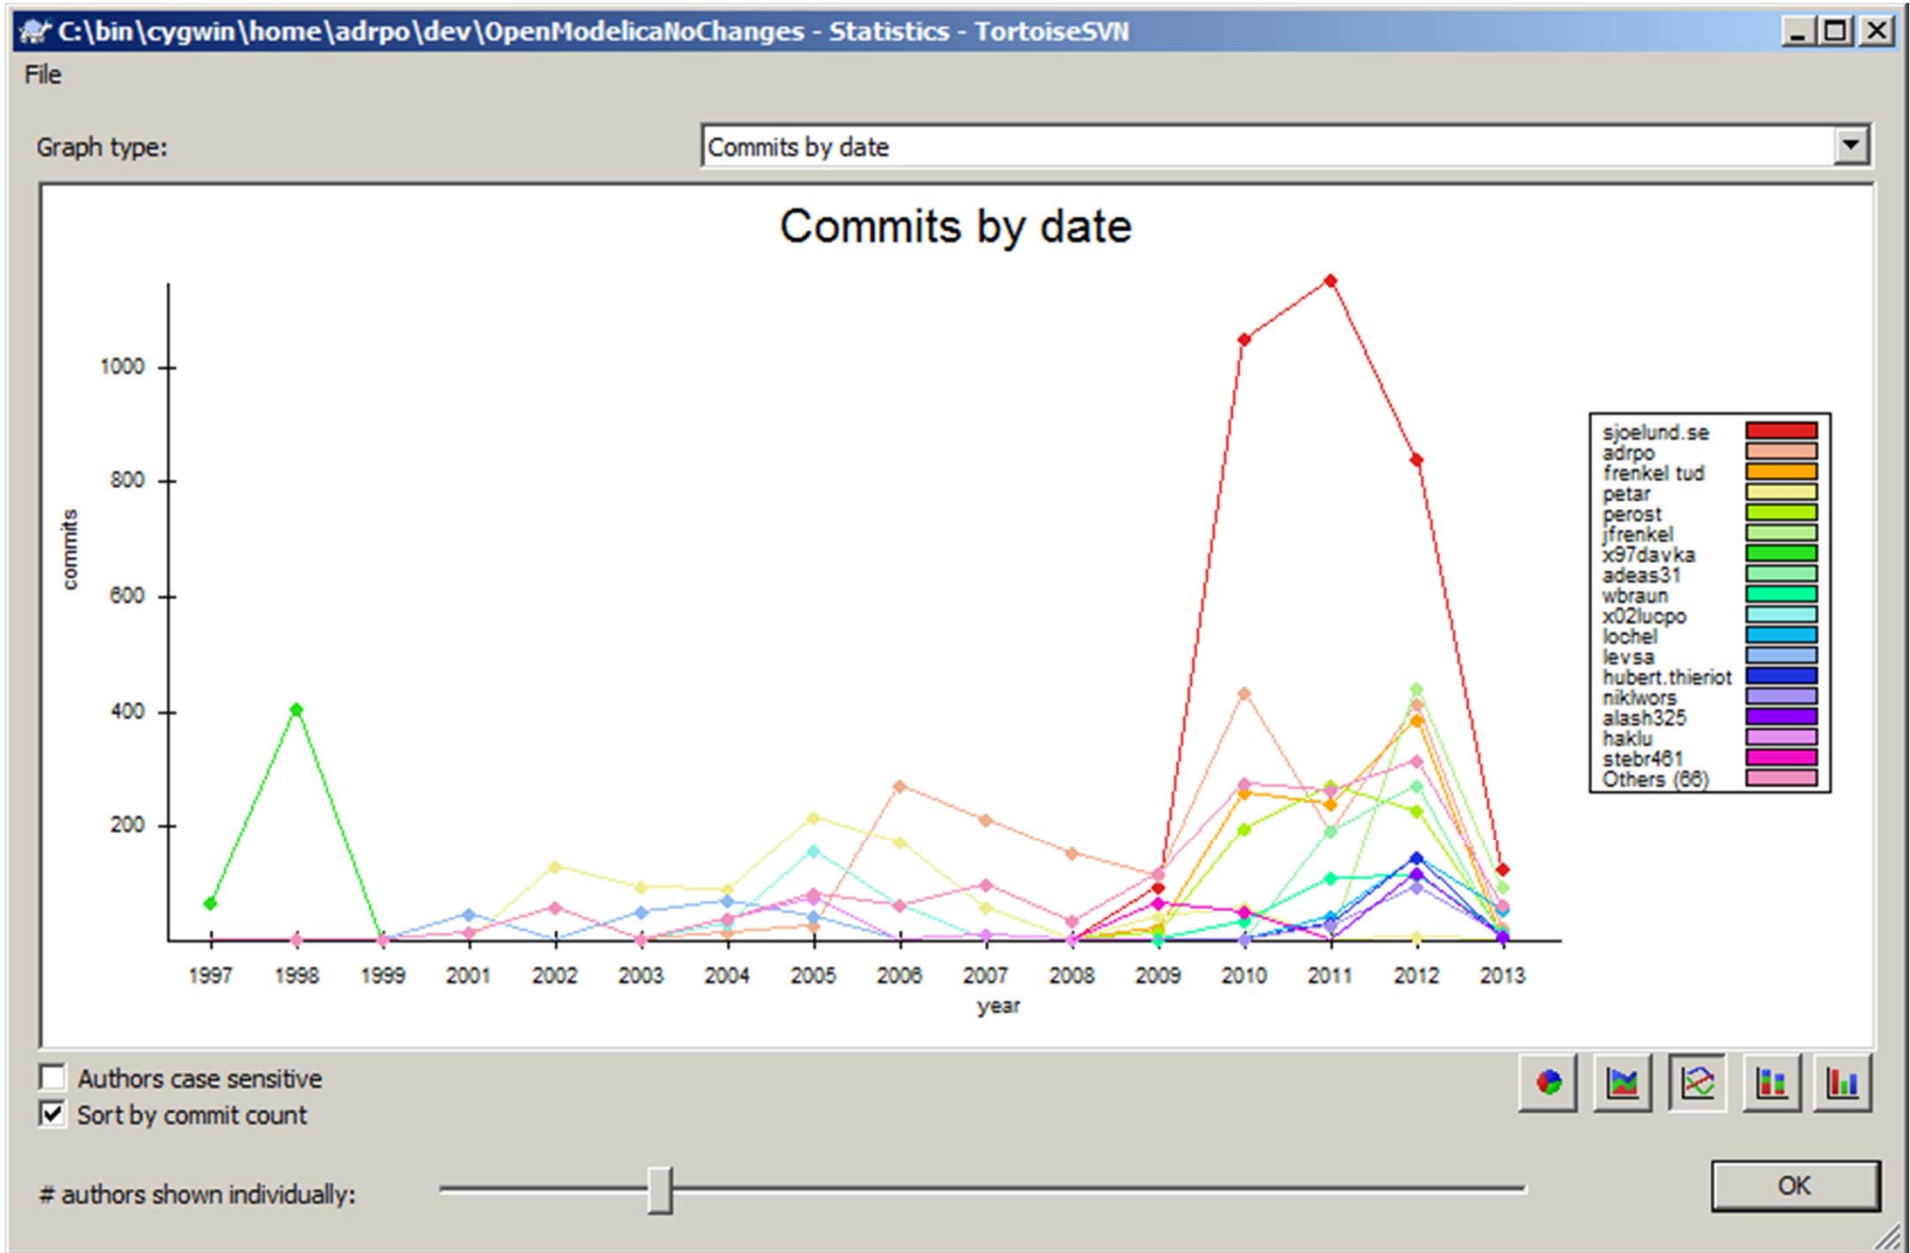 C:\bin\cygwin\home\adrpo\dev\OpenModelicaNoChanges - Statistics - TortoiseSVN
File
Graph type:
Commits by date
Commits by date
commits
1000
800
600
400
200
1997 1998 1999 2001 2002 2003 2004 2005 2006 2007 2008 2009 2010 2011 2012 2013
year
sjoelund.se
adrpo
frenkel tud
petar
perost
jfrenkel
x97davka
adeas31
wbraun
x02lucpo
lochel
levsa
hubert.thieriot
niklwors
alash325
haklu
stebr461
Others (66)
Authors case sensitive
Sort by commit count
# authors shown individually:
OK